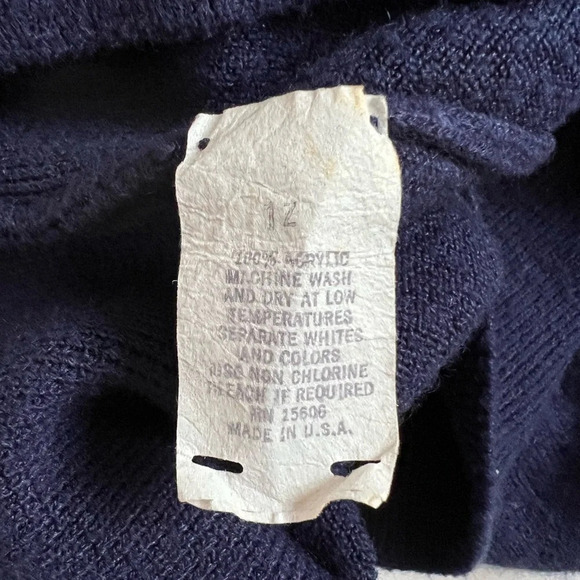 12
100% ACRYLIC
MACHINE WASH
AND DRY AT LOW
TEMPERATURES
SEPARATE WHITES
AND COLORS
USE NON CHLORINE
BLEACH IF REQUIRED
RN 15606
MADE IN U.S.A.